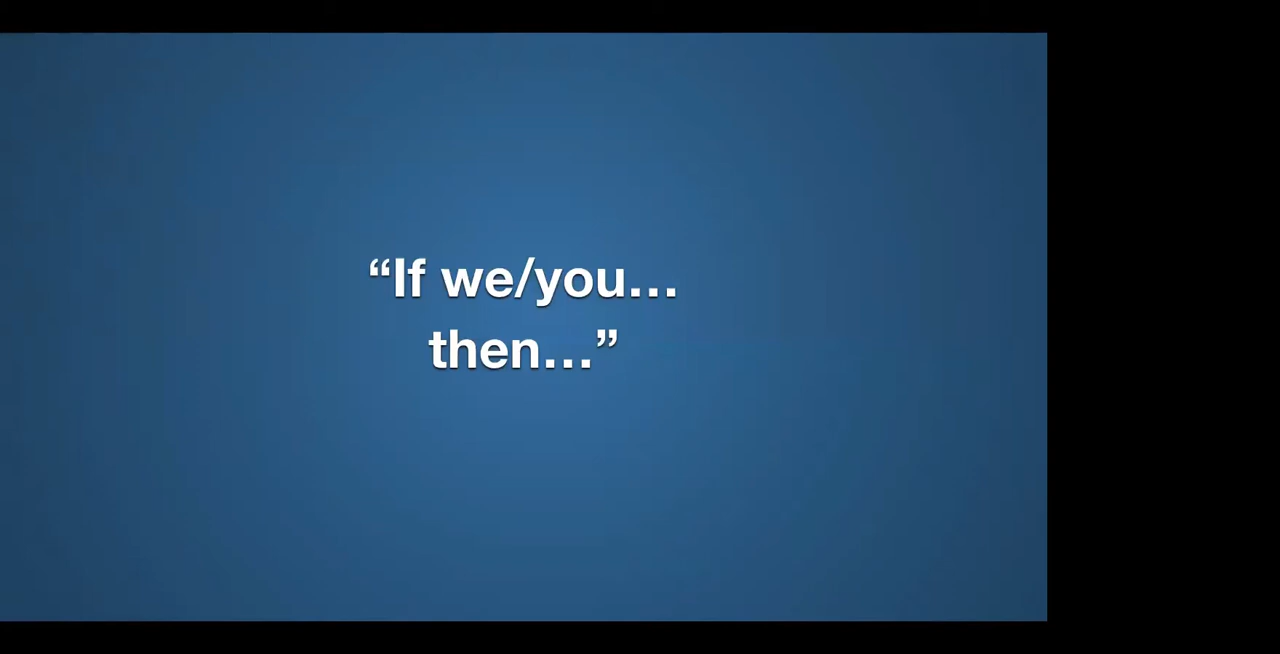 “If we/you…
then…”